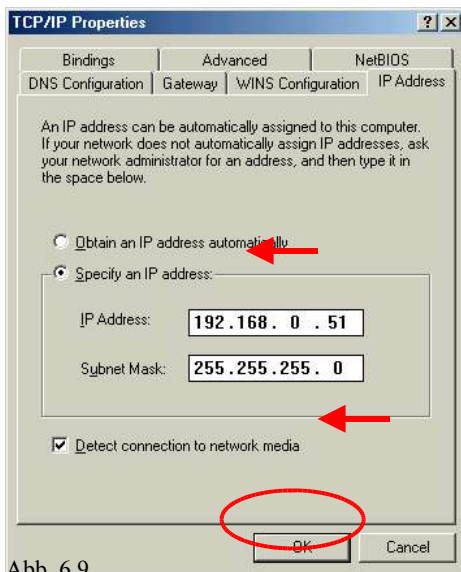 TCP/IP Properties ? ×
Bindings Advanced NetBIOS
DNS Configuration Gateway WINS Configuration IP Address
An IP address can be automatically assigned to this computer.
If your network does not automatically assign IP addresses, ask
your network administrator for an address, and then type it in
the space below.
Obtain an IP address automatically
Specify an IP address:
IP Address: 192.168. 0 .51
Subnet Mask: 255.255.255. 0
Detect connection to network media
OK Cancel
Abb. 6.9